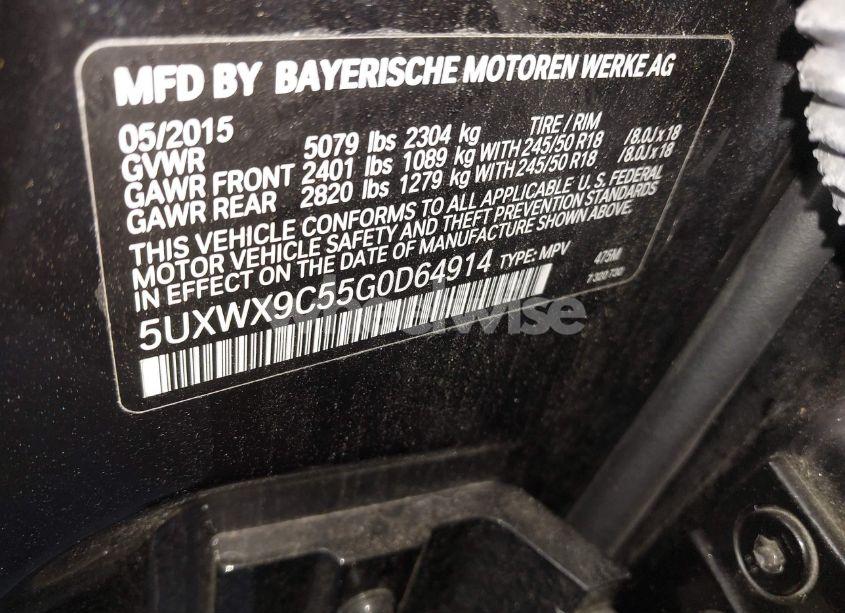 MFD BY BAYERISCHE MOTOREN WERKE AG
05/2015 TIRE / RIM
GVWR 5079 lbs 2304 kg
GAWR FRONT 2401 lbs 1089 kg WITH 245/50 R18 /8.0J x 18
GAWR REAR 2820 lbs 1279 kg WITH 245/50 R18 /8.0J x 18
THIS VEHICLE CONFORMS TO ALL APPLICABLE U.S. FEDERAL
MOTOR VEHICLE SAFETY AND THEFT PREVENTION STANDARDS
IN EFFECT ON THE DATE OF MANUFACTURE SHOWN ABOVE.
5UXWX9C55G0D64914 TYPE: MPV 475M
7 320 730